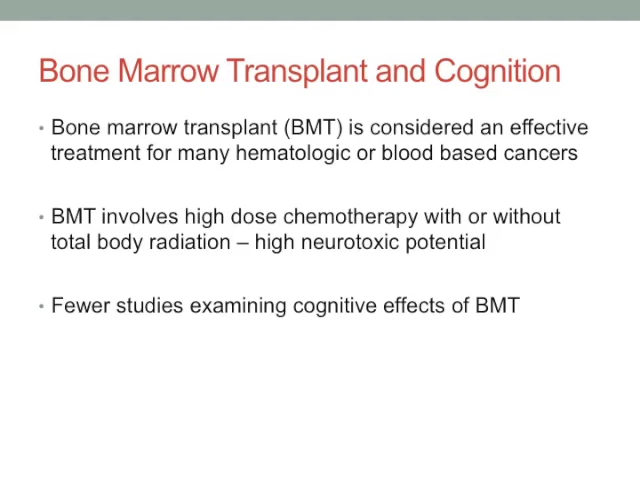 Bone Marrow Transplant and Cognition
• Bone marrow transplant (BMT) is considered an effective
treatment for many hematologic or blood based cancers
• BMT involves high dose chemotherapy with or without
total body radiation – high neurotoxic potential
• Fewer studies examining cognitive effects of BMT